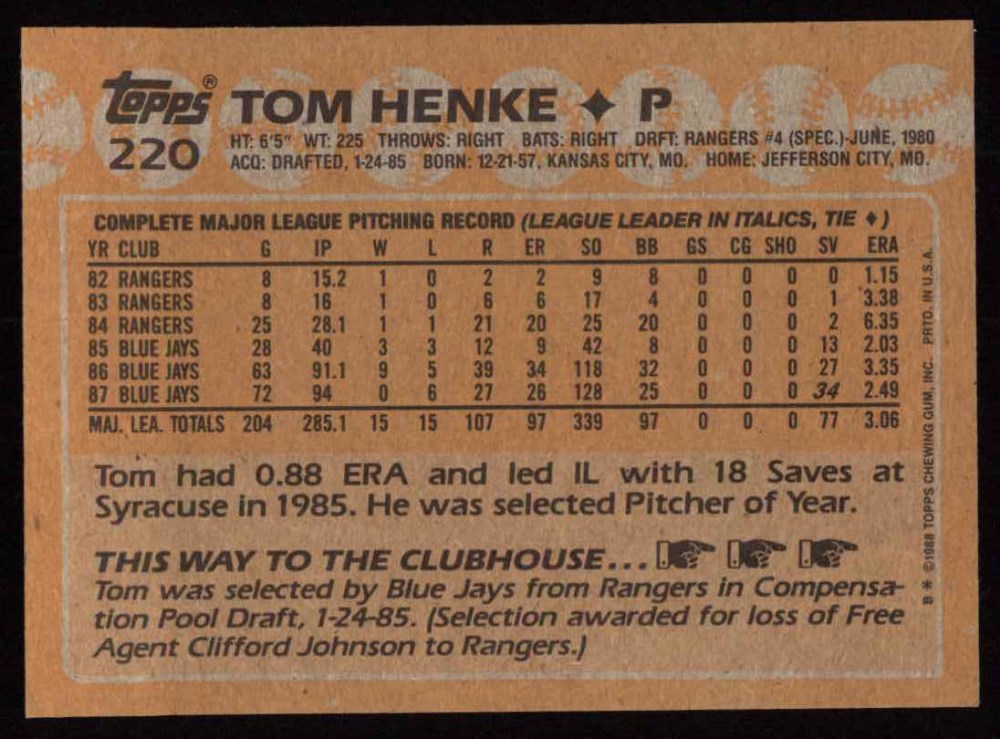 Topps® TOM HENKE ✦ P
220 HT: 6'5" WT: 225 THROWS: RIGHT BATS: RIGHT DRFT: RANGERS #4 (SPEC.)-JUNE, 1980
ACQ: DRAFTED, 1-24-85 BORN: 12-21-57, KANSAS CITY, MO. HOME: JEFFERSON CITY, MO.
COMPLETE MAJOR LEAGUE PITCHING RECORD (LEAGUE LEADER IN ITALICS, TIE ♦)
YR CLUB G IP W L R ER SO BB GS CG SHO SV ERA
82 RANGERS 8 15.2 1 0 2 2 9 8 0 0 0 0 1.15
83 RANGERS 8 16 1 0 6 6 17 4 0 0 0 1 3.38
84 RANGERS 25 28.1 1 1 21 20 25 20 0 0 0 2 6.35
85 BLUE JAYS 28 40 3 3 12 9 42 8 0 0 0 13 2.03
86 BLUE JAYS 63 91.1 9 5 39 34 118 32 0 0 0 27 3.35
87 BLUE JAYS 72 94 0 6 27 26 128 25 0 0 0 34 2.49
MAJ. LEA. TOTALS 204 285.1 15 15 107 97 339 97 0 0 0 77 3.06
Tom had 0.88 ERA and led IL with 18 Saves at
Syracuse in 1985. He was selected Pitcher of Year.
THIS WAY TO THE CLUBHOUSE...
Tom was selected by Blue Jays from Rangers in Compensa-
tion Pool Draft, 1-24-85. (Selection awarded for loss of Free
Agent Clifford Johnson to Rangers.)
B ** ©1988 TOPPS CHEWING GUM, INC. PRTD. IN U.S.A.